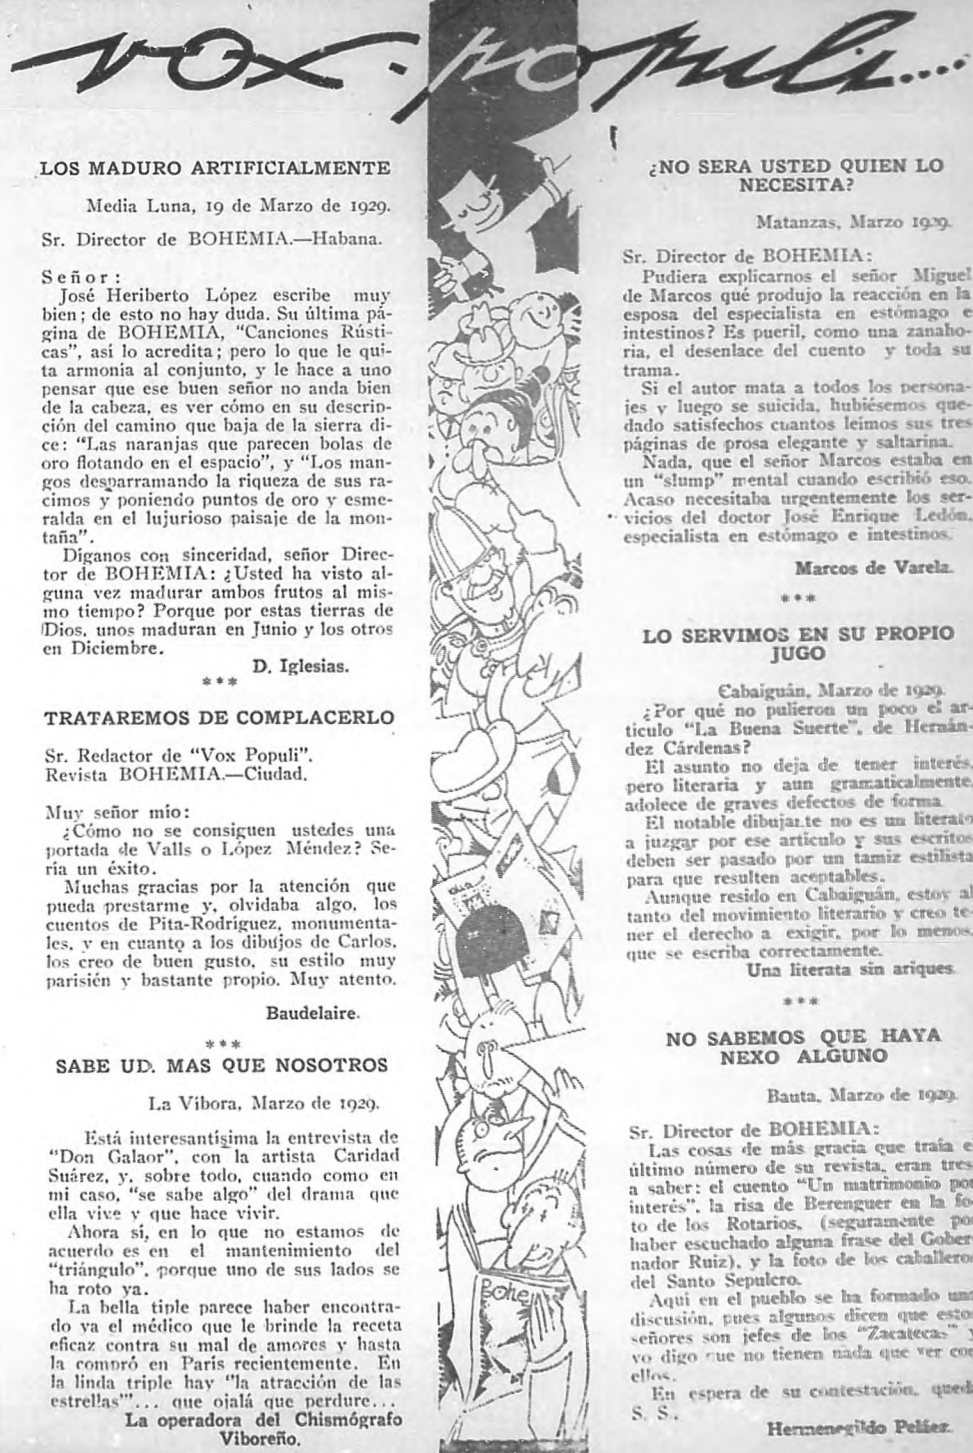 vox-populi...
LOS MADURO ARTIFICIALMENTE
Media Luna, 19 de Marzo de 1929.
Sr. Director de BOHEMIA.—Habana.
Señor:
José Heriberto López escribe muy
bien; de esto no hay duda. Su última pá-
gina de BOHEMIA, "Canciones Rústi-
cas", así lo acredita; pero lo que le qui-
ta armonia al conjunto, y le hace a uno
pensar que ese buen señor no anda bien
de la cabeza, es ver cómo en su descrip-
ción del camino que baja de la sierra di-
ce: "Las naranjas que parecen bolas de
oro flotando en el espacio", y "Los man-
gos desparramando la riqueza de sus ra-
cimos y poniendo puntos de oro y esme-
ralda en el lujurioso paisaje de la mon-
taña".
Díganos con sinceridad, señor Direc-
tor de BOHEMIA: ¿Usted ha visto al-
guna vez madurar ambos frutos al mis-
mo tiempo? Porque por estas tierras de
Dios, unos maduran en Junio y los otros
en Diciembre.
D. Iglesias.
***
TRATAREMOS DE COMPLACERLO
Sr. Redactor de "Vox Populi".
Revista BOHEMIA.—Ciudad.
Muy señor mío:
¿Cómo no se consiguen ustedes una
portada de Valls o López Méndez? Se-
ría un éxito.
Muchas gracias por la atención que
pueda prestarme y, olvidaba algo, los
cuentos de Pita-Rodríguez, monumenta-
les, y en cuanto a los dibujos de Carlos,
los creo de buen gusto, su estilo muy
parisién y bastante propio. Muy atento.
Baudelaire.
***
SABE UD. MAS QUE NOSOTROS
La Víbora, Marzo de 1929.
Está interesantísima la entrevista de
"Don Galaor", con la artista Caridad
Suárez, y, sobre todo, cuando como en
mi caso, "se sabe algo" del drama que
ella vive y que hace vivir.
Ahora sí, en lo que no estamos de
acuerdo es en el mantenimiento del
"triángulo", porque uno de sus lados se
ha roto ya.
La bella tiple parece haber encontra-
do ya el médico que le brinde la receta
eficaz contra su mal de amores y hasta
la compró en París recientemente. En
la linda triple hay "la atracción de las
estrellas"'... que ojalá que perdure...
La operadora del Chismógrafo
Viboreño.
Bohe
¿NO SERA USTED QUIEN LO
NECESITA?
Matanzas, Marzo 1929.
Sr. Director de BOHEMIA:
Pudiera explicarnos el señor Miguel
de Marcos qué produjo la reacción en la
esposa del especialista en estómago e
intestinos? Es pueril, como una zanaho-
ria, el desenlace del cuento y toda su
trama.
Si el autor mata a todos los persona-
jes y luego se suicida, hubiésemos que-
dado satisfechos cuantos leímos sus tres
páginas de prosa elegante y saltarina.
Nada, que el señor Marcos estaba en
un "slump" mental cuando escribió eso.
Acaso necesitaba urgentemente los ser-
vicios del doctor José Enrique Ledón,
especialista en estómago e intestinos.
Marcos de Varela.
***
LO SERVIMOS EN SU PROPIO
JUGO
Cabaiguán, Marzo de 1929.
¿Por qué no pulieron un poco el ar-
tículo "La Buena Suerte", de Hernán-
dez Cárdenas?
El asunto no deja de tener interés,
pero literaria y aun gramaticalmente,
adolece de graves defectos de forma
El notable dibujante no es un literato
a juzgar por ese articulo y sus escritos
deben ser pasado por un tamiz estilista
para que resulten aceptables.
Aunque resido en Cabaiguán, estoy al
tanto del movimiento literario y creo te-
ner el derecho a exigir, por lo menos,
que se escriba correctamente.
Una literata sin ariques.
***
NO SABEMOS QUE HAYA
NEXO ALGUNO
Bauta, Marzo de 1929.
Sr. Director de BOHEMIA:
Las cosas de más gracia que traía e
último número de su revista, eran tres
a saber: el cuento "Un matrimonio por
interés", la risa de Berenguer en la fo-
to de los Rotarios, (seguramente por
haber escuchado alguna frase del Gober
nador Ruiz), y la foto de los caballeros
del Santo Sepulcro.
Aquí en el pueblo se ha formado una
discusión, pues algunos dicen que estos
señores son jefes de los "Zacatecas" y
yo digo que no tienen nada que ver con
ellos.
En espera de su contestación, queda
S. S.,
Hermenegildo Peláez.